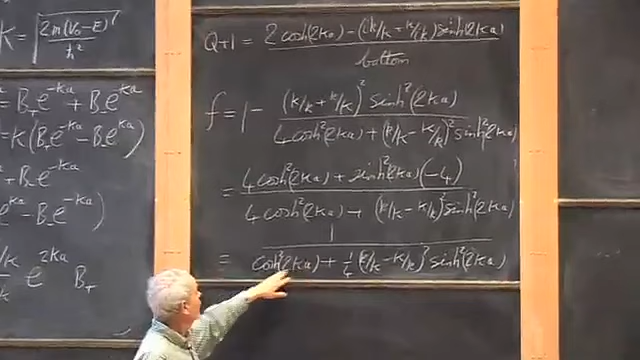 K = √(2m(V₀-E)/ħ²)
= B₊e^-Ka + B₋e^Ka
= K(B₊e^-Ka - B₋e^Ka)
+ B₋e^-Ka
e^Ka - B₋e^-Ka)
e^2Ka B₊
Q+1 = 2cosh(2Ka) - (ik/K + K/k) sinh(2Ka)
bottom
f = 1 - (k/K + K/k)² sinh²(2Ka)
4cosh²(2Ka) + (k/K - K/k)² sinh²(2Ka)
= 4cosh²(2Ka) + sinh²(2Ka)(-4)
4cosh²(2Ka) + (k/K - K/k)² sinh²(2Ka)
1
= cosh²(2Ka) + ¼(k/K - K/k)² sinh²(2Ka)